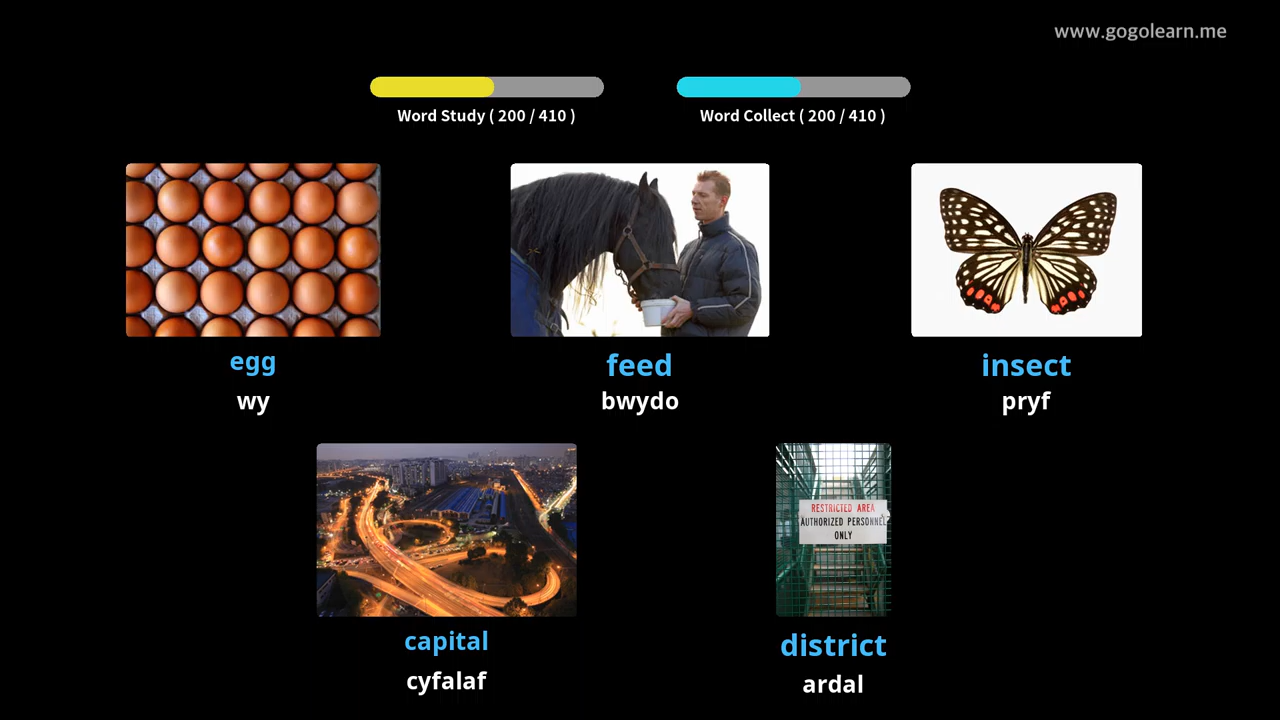 www.gogolearn.me
Word Study ( 200 / 410 )
Word Collect ( 200 / 410 )
egg
wy
feed
bwydo
insect
pryf
RESTRICTED AREA
AUTHORIZED PERSONNEL
ONLY
capital
cyfalaf
district
ardal